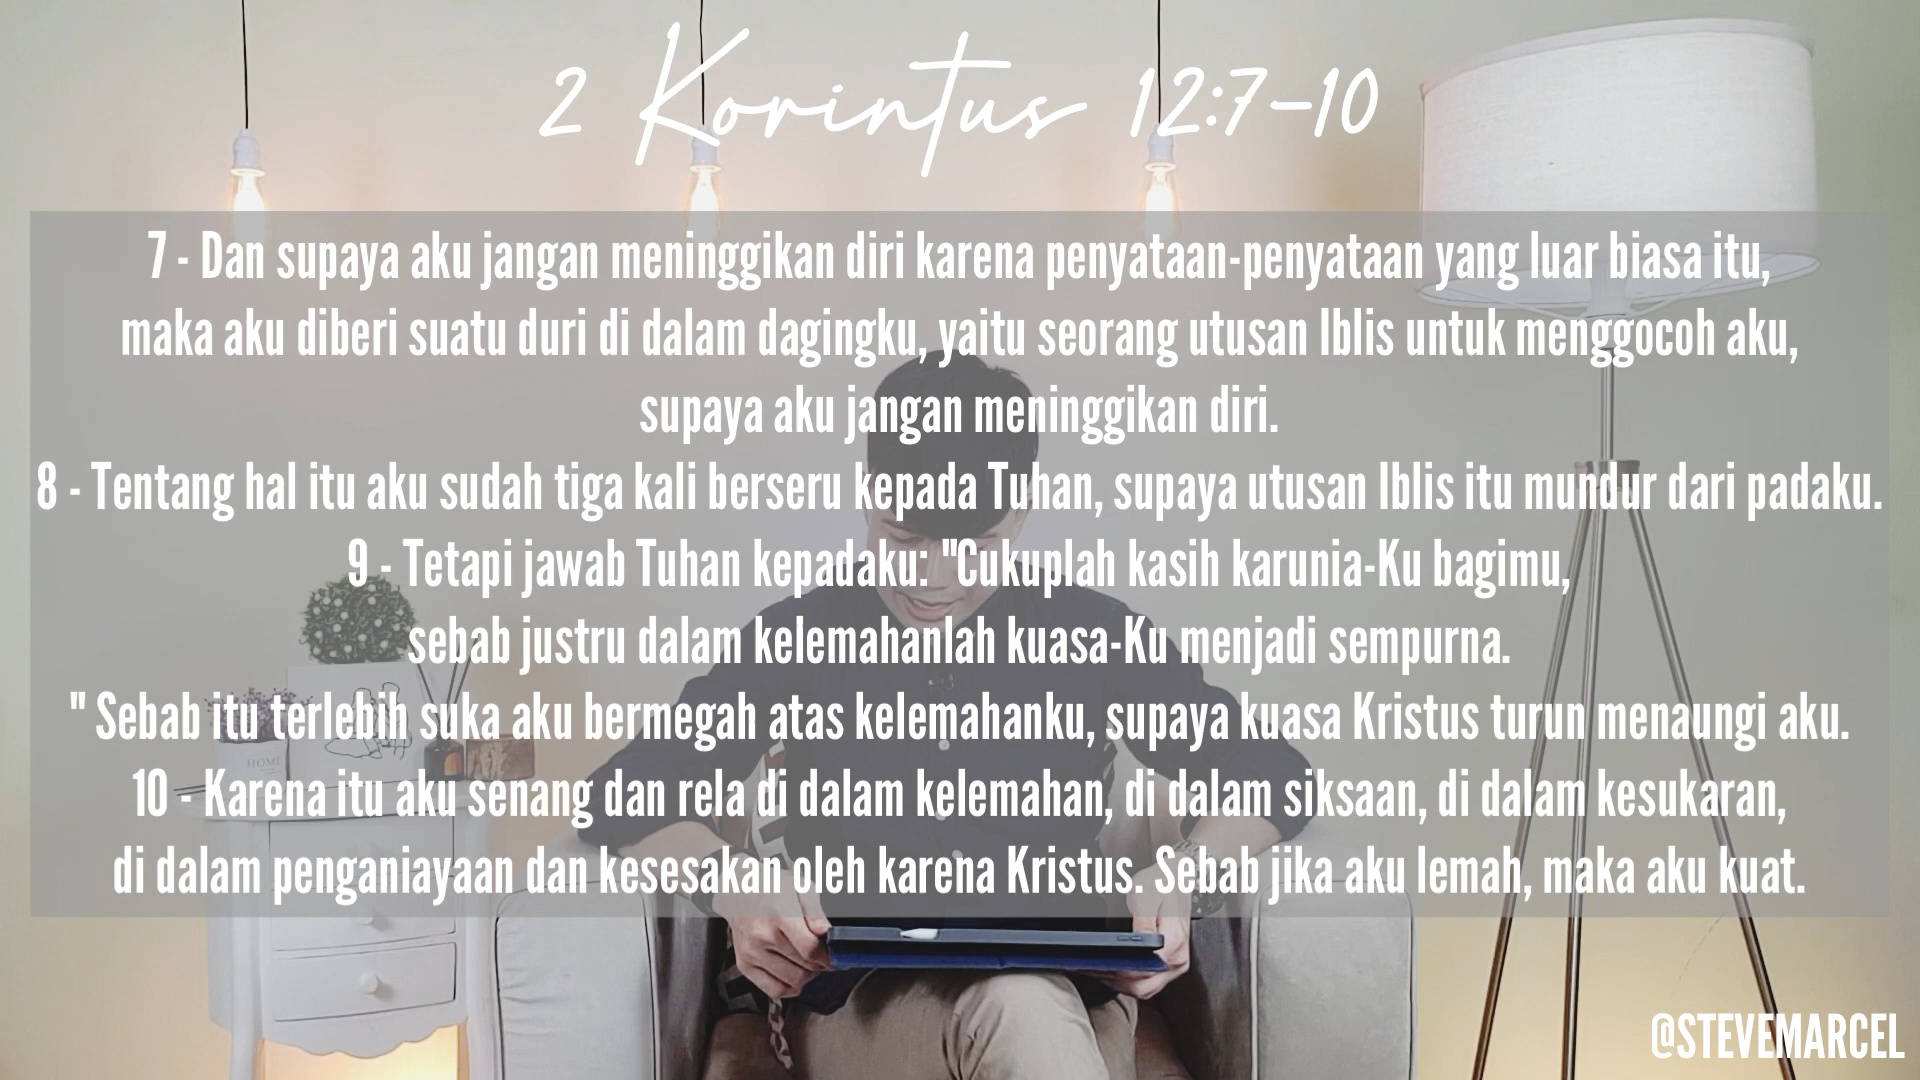 2 Korintus 12:7-10
7 - Dan supaya aku jangan meninggikan diri karena penyataan-penyataan yang luar biasa itu,
maka aku diberi suatu duri di dalam dagingku, yaitu seorang utusan Iblis untuk menggocoh aku,
supaya aku jangan meninggikan diri.
8 - Tentang hal itu aku sudah tiga kali berseru kepada Tuhan, supaya utusan Iblis itu mundur dari padaku.
9 - Tetapi jawab Tuhan kepadaku: "Cukuplah kasih karunia-Ku bagimu,
sebab justru dalam kelemahanlah kuasa-Ku menjadi sempurna.
" Sebab itu terlebih suka aku bermegah atas kelemahanku, supaya kuasa Kristus turun menaungi aku.
HOME
10 - Karena itu aku senang dan rela di dalam kelemahan, di dalam siksaan, di dalam kesukaran,
di dalam penganiayaan dan kesesakan oleh karena Kristus. Sebab jika aku lemah, maka aku kuat.
@STEVEMARCEL